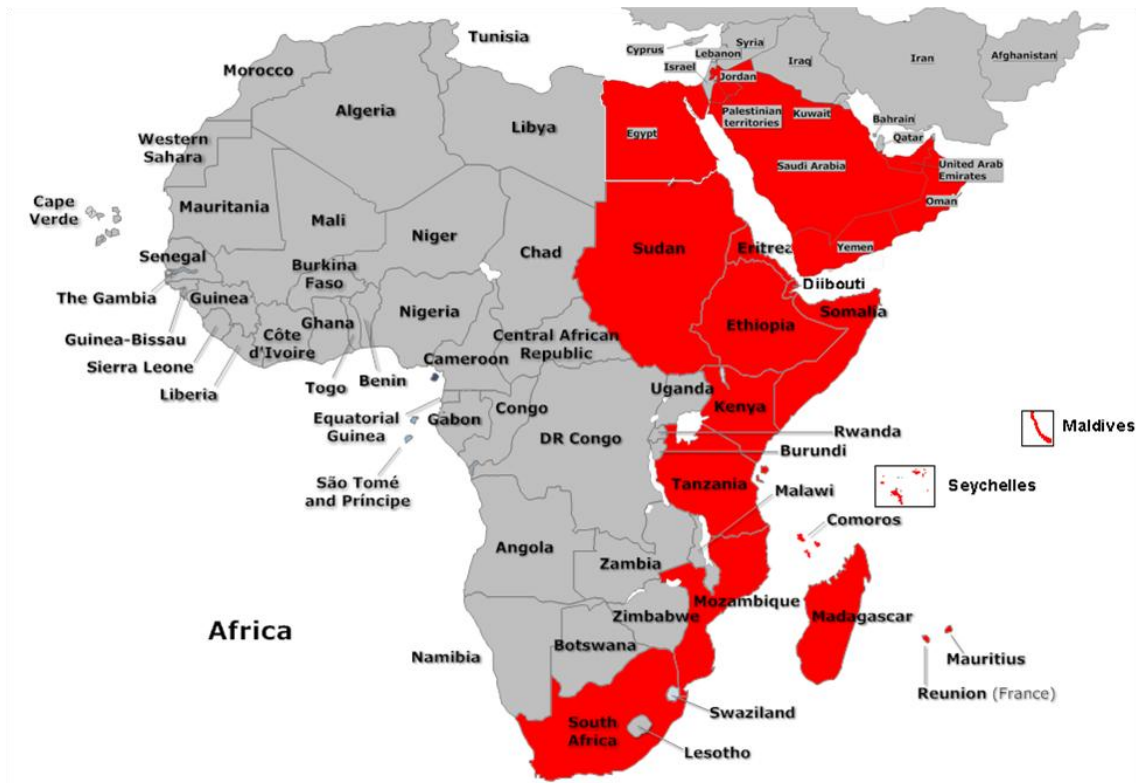 Tunisia
Cyprus
Lebanon
Syria
Israel
Iraq
Iran
Afghanistan
Morocco
Jordan
Algeria
Libya
Egypt
Palestinian
territories
Kuwait
Bahrain
Qatar
Western
Sahara
Saudi Arabia
United Arab
Emirates
Cape
Verde
Mauritania
Mali
Niger
Chad
Sudan
Eritrea
Oman
Yemen
Senegal
Burkina
Faso
The Gambia
Guinea
Diibouti
Guinea-Bissau
Côte
d'Ivoire
Ghana
Nigeria
Central African
Republic
Ethiopia
Somalia
Sierra Leone
Liberia
Togo
Benin
Cameroon
Equatorial
Guinea
Gabon
Congo
DR Congo
Uganda
Kenya
Rwanda
Burundi
Maldives
São Tomé
and Príncipe
Tanzania
Malawi
Seychelles
Comoros
Angola
Zambia
Mozambique
Madagascar
Zimbabwe
Africa
Namibia
Botswana
Mauritius
Reunion (France)
Swaziland
South
Africa
Lesotho